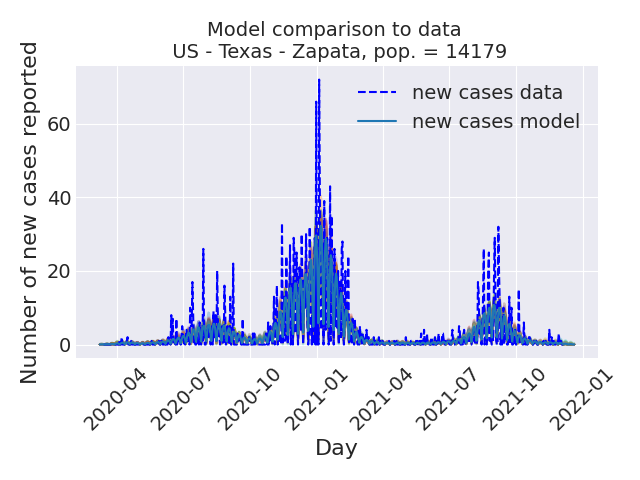 Model comparison to data
US - Texas - Zapata, pop. = 14179
Number of new cases reported
60
40
20
0
new cases data
new cases model
2020-04
2020-07
2020-10
2021-01
2021-04
2021-07
2021-10
2022-01
Day